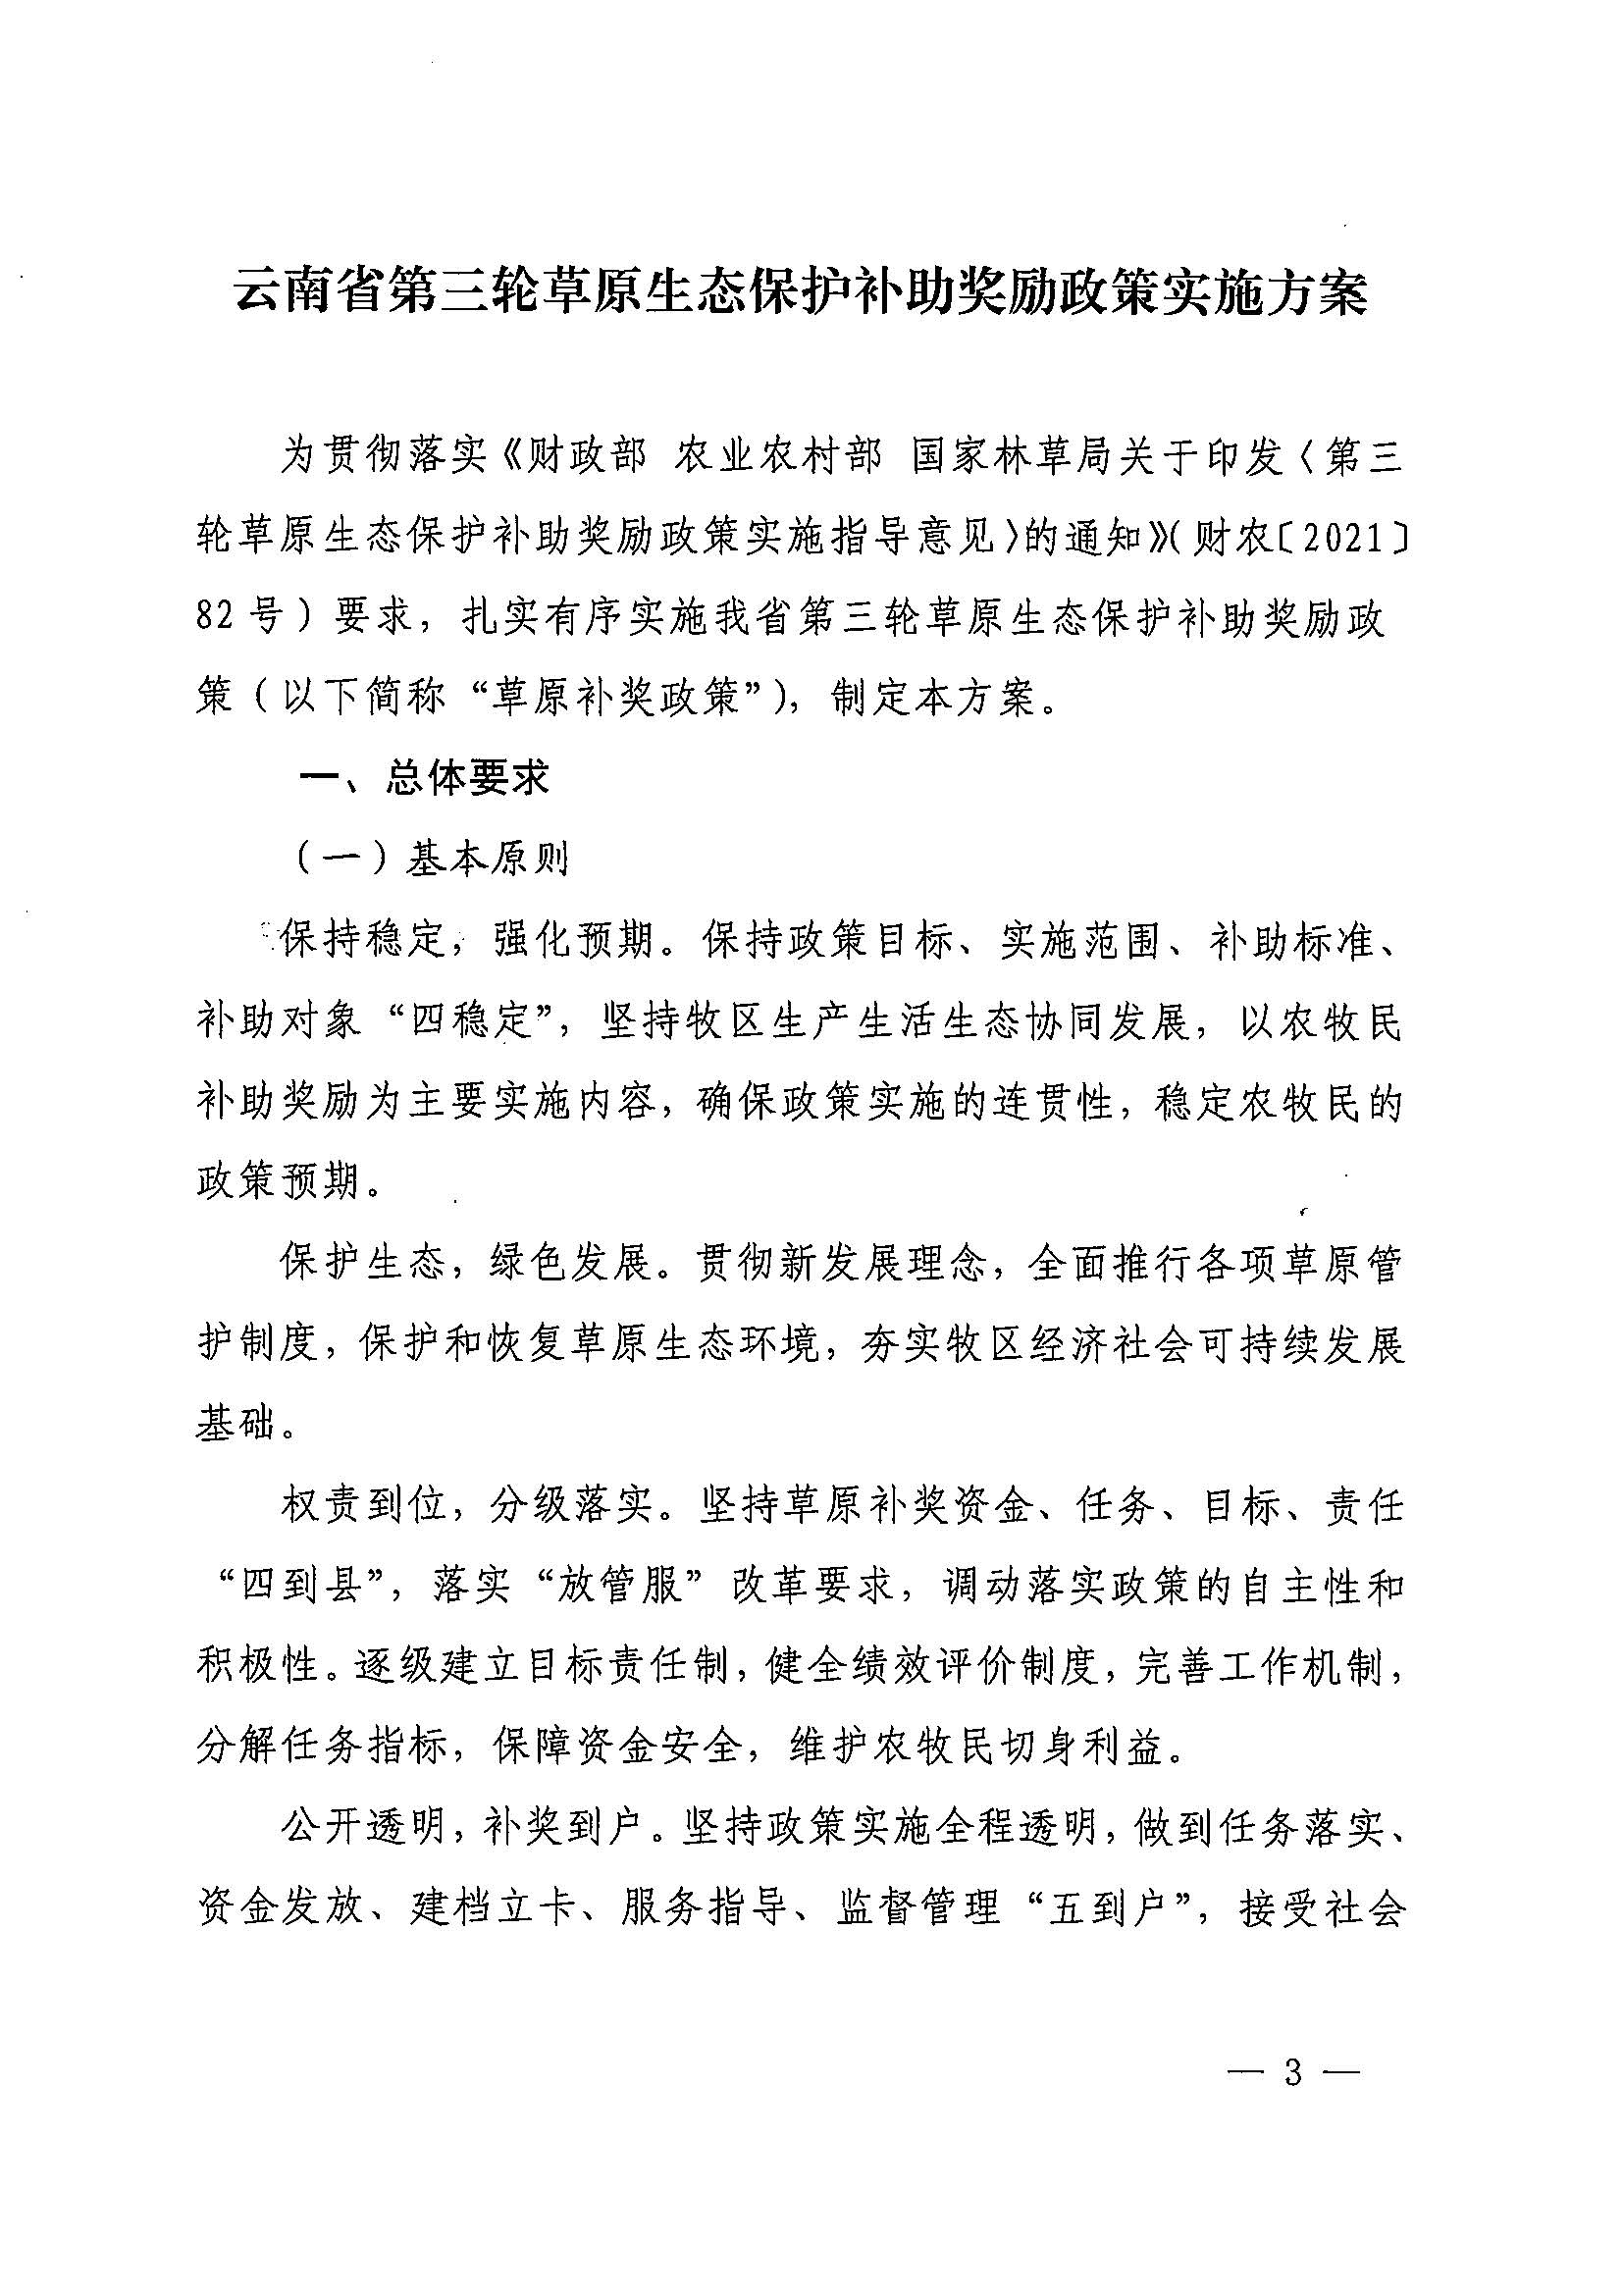 云南省第三轮草原生态保护补助奖励政策实施方案
为贯彻落实《财政部 农业农村部 国家林草局关于印发〈第三
轮草原生态保护补助奖励政策实施指导意见〉的通知》（财农〔2021〕
82号）要求，扎实有序实施我省第三轮草原生态保护补助奖励政
策（以下简称“草原补奖政策”），制定本方案。
一、总体要求
（一）基本原则
保持稳定，强化预期。保持政策目标、实施范围、补助标准、
补助对象“四稳定”，坚持牧区生产生活生态协同发展，以农牧民
补助奖励为主要实施内容，确保政策实施的连贯性，稳定农牧民的
政策预期。
保护生态，绿色发展。贯彻新发展理念，全面推行各项草原管
护制度，保护和恢复草原生态环境，夯实牧区经济社会可持续发展
基础。
权责到位，分级落实。坚持草原补奖资金、任务、目标、责任
“四到县”，落实“放管服”改革要求，调动落实政策的自主性和
积极性。逐级建立目标责任制，健全绩效评价制度，完善工作机制，
分解任务指标，保障资金安全，维护农牧民切身利益。
公开透明，补奖到户。坚持政策实施全程透明，做到任务落实、
资金发放、建档立卡、服务指导、监督管理“五到户”，接受社会
— 3 —